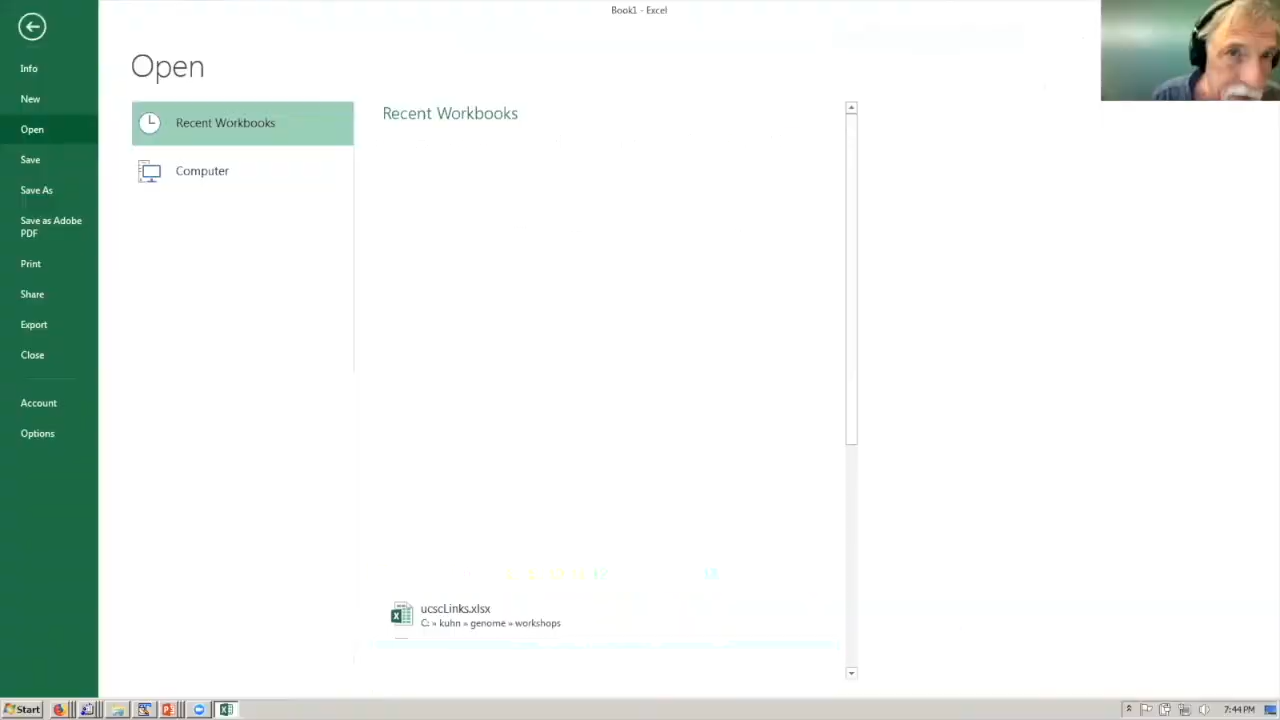 Book1 - Excel
Info
New
Open
Save
Save As
Save as Adobe
PDF
Print
Share
Export
Close
Account
Options
Open
Recent Workbooks
Computer
Recent Workbooks
ucscLinks.xlsx
C: » kuhn » genome » workshops
Start
7:44 PM